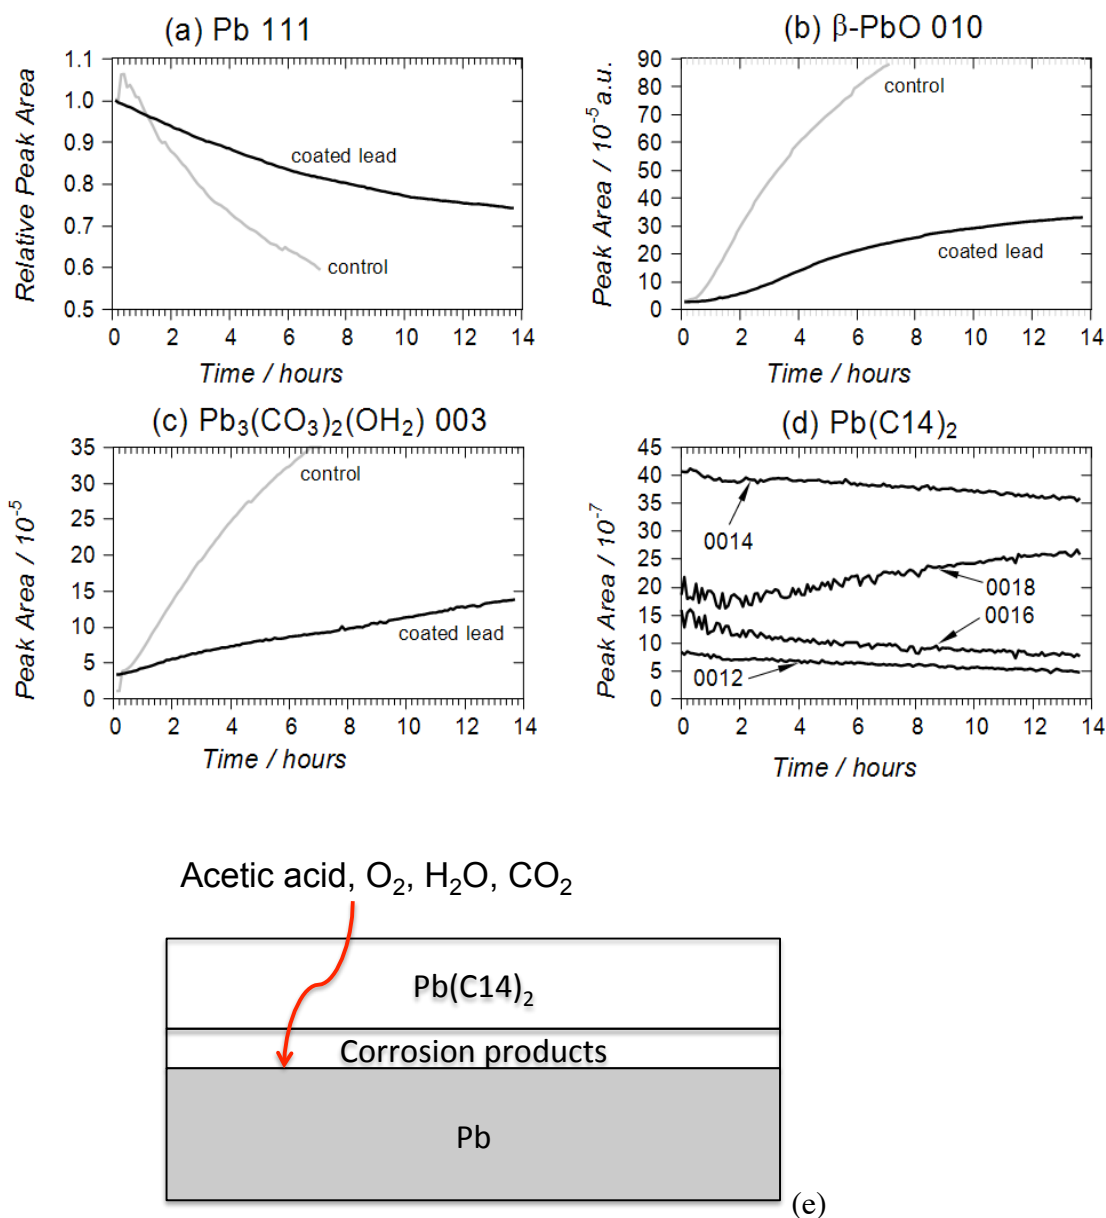 (a) Pb 111
Relative Peak Area
1.1
1.0
0.9
0.8
0.7
0.6
0.5
coated lead
control
0 2 4 6 8 10 12 14
Time / hours
(b) β-PbO 010
Peak Area / 10⁻⁵ a.u.
90
80
70
60
50
40
30
20
10
0
control
coated lead
0 2 4 6 8 10 12 14
Time / hours
(c) Pb₃(CO₃)₂(OH₂) 003
Peak Area / 10⁻⁵
35
30
25
20
15
10
5
0
control
coated lead
0 2 4 6 8 10 12 14
Time / hours
(d) Pb(C14)₂
Peak Area / 10⁻⁷
45
40
35
30
25
20
15
10
5
0
0014
0018
0016
0012
0 2 4 6 8 10 12 14
Time / hours
Acetic acid, O₂, H₂O, CO₂
Pb(C14)₂
Corrosion products
Pb
(e)